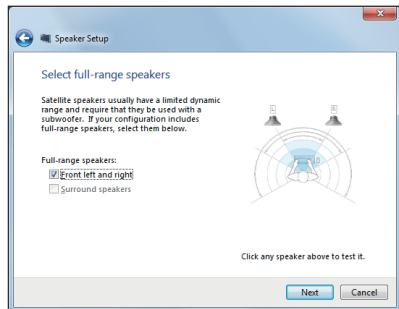 Speaker Setup
Select full-range speakers
Satellite speakers usually have a limited dynamic
range and require that they be used with a
subwoofer. If your configuration includes
full-range speakers, select them below.
L R
Full-range speakers:
Front left and right
Surround speakers
Click any speaker above to test it.
Next Cancel